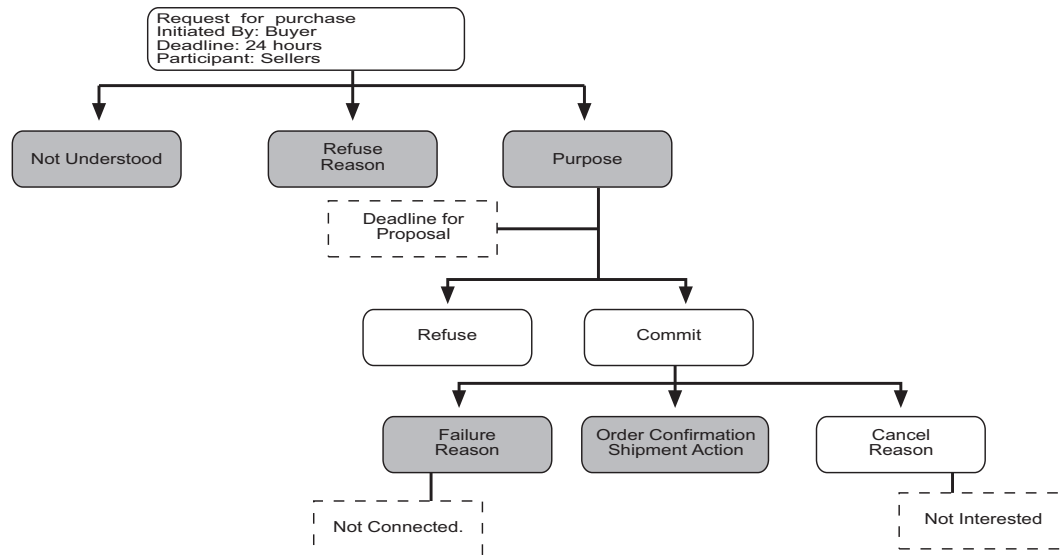 Request for purchase
Initiated By: Buyer
Deadline: 24 hours
Participant: Sellers
Not Understood
Refuse
Reason
Purpose
Deadline for
Proposal
Refuse
Commit
Failure
Reason
Order Confirmation
Shipment Action
Cancel
Reason
Not Connected.
Not Interested